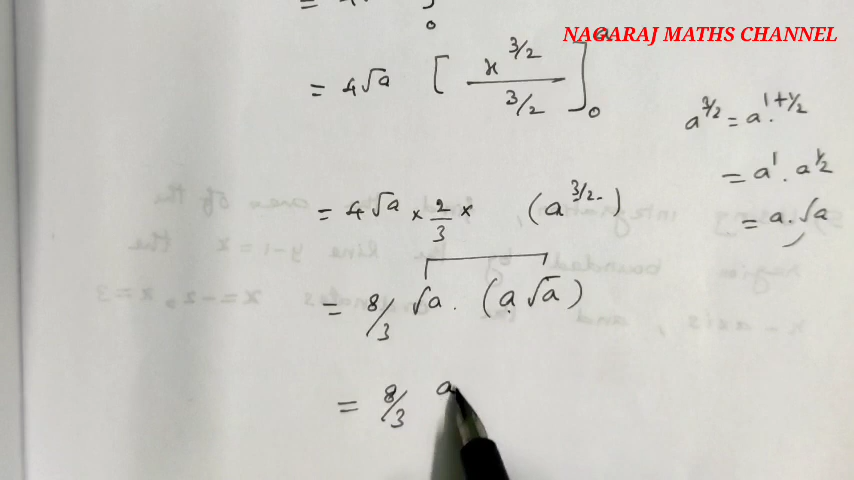 NAGARAJ MATHS CHANNEL
= 4√a [ x^3/2 / 3/2 ]₀^a
a^3/2 = a^1+1/2
= a^1 . a^1/2
= a . √a
= 4√a × 2/3 × (a^3/2)
= 8/3 √a . (a √a)
= 8/3 a